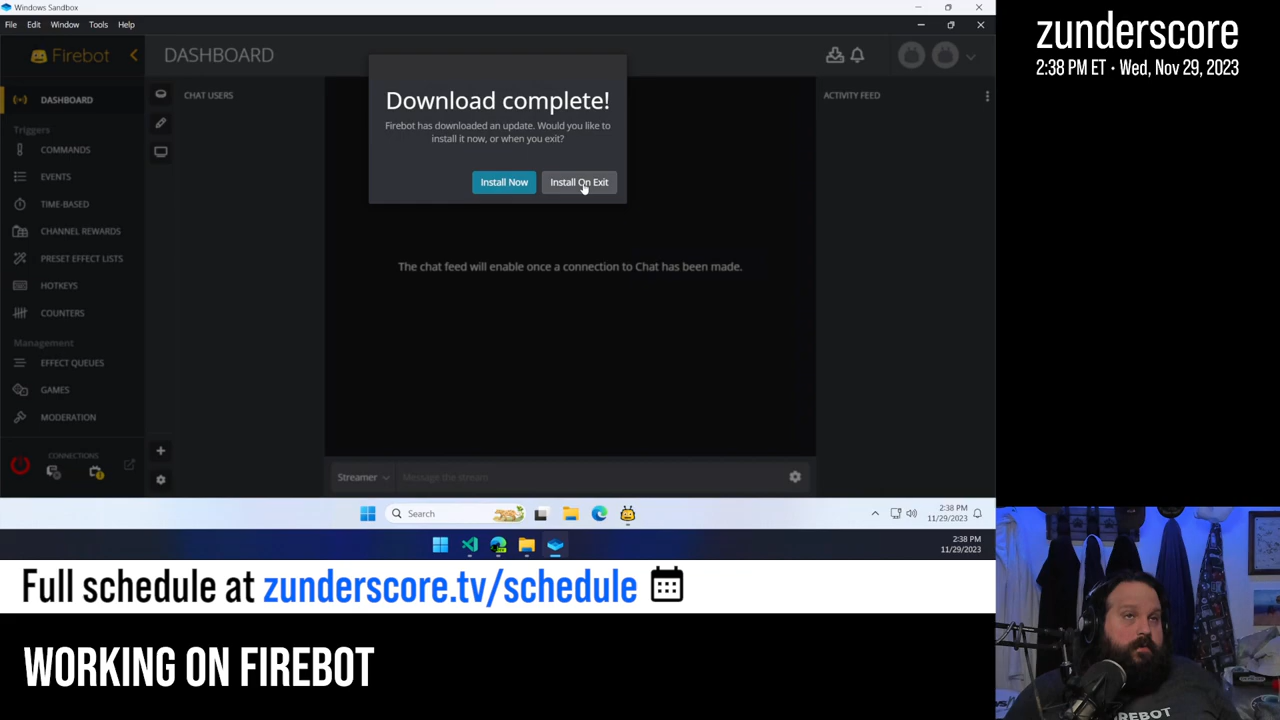 Windows Sandbox
File Edit Window Tools Help
Firebot
DASHBOARD
DASHBOARD
Triggers
COMMANDS
EVENTS
TIME-BASED
CHANNEL REWARDS
PRESET EFFECT LISTS
HOTKEYS
COUNTERS
Management
EFFECT QUEUES
GAMES
MODERATION
CONNECTIONS
CHAT USERS
Download complete!
Firebot has downloaded an update. Would you like to
install it now, or when you exit?
Install Now
Install On Exit
The chat feed will enable once a connection to Chat has been made.
Streamer
Message the stream
ACTIVITY FEED
Search
2:38 PM
11/29/2023
2:38 PM
11/29/2023
zunderscore
2:38 PM ET • Wed, Nov 29, 2023
Full schedule at zunderscore.tv/schedule
WORKING ON FIREBOT
FIREBOT